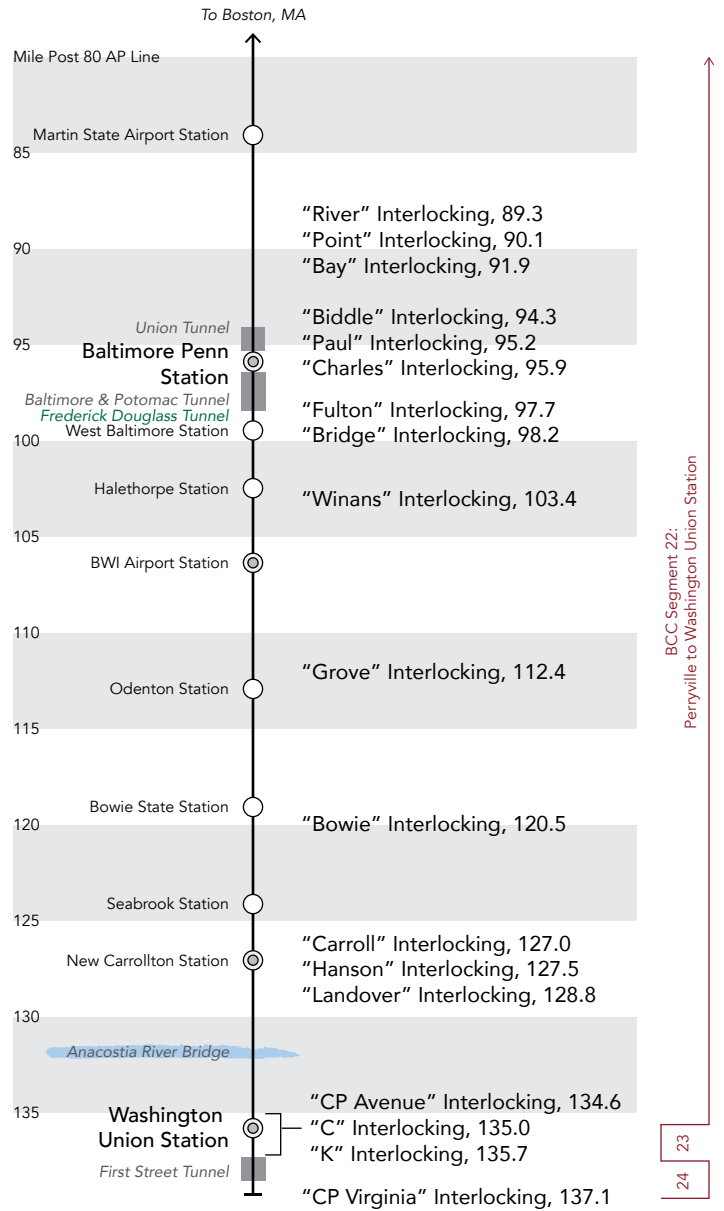 To Boston, MA
Mile Post 80 AP Line
Martin State Airport Station
85
“River” Interlocking, 89.3
“Point” Interlocking, 90.1
90
“Bay” Interlocking, 91.9
“Biddle” Interlocking, 94.3
Union Tunnel
“Paul” Interlocking, 95.2
95
Baltimore Penn
Station
“Charles” Interlocking, 95.9
Baltimore & Potomac Tunnel
Frederick Douglass Tunnel
“Fulton” Interlocking, 97.7
West Baltimore Station
“Bridge” Interlocking, 98.2
100
Halethorpe Station
“Winans” Interlocking, 103.4
105
BWI Airport Station
110
“Grove” Interlocking, 112.4
Odenton Station
115
Bowie State Station
120
“Bowie” Interlocking, 120.5
Seabrook Station
125
“Carroll” Interlocking, 127.0
New Carrollton Station
“Hanson” Interlocking, 127.5
“Landover” Interlocking, 128.8
130
Anacostia River Bridge
135
“CP Avenue” Interlocking, 134.6
Washington
Union Station
“C” Interlocking, 135.0
“K” Interlocking, 135.7
First Street Tunnel
“CP Virginia” Interlocking, 137.1
BCC Segment 22:
Perryville to Washington Union Station
23
24